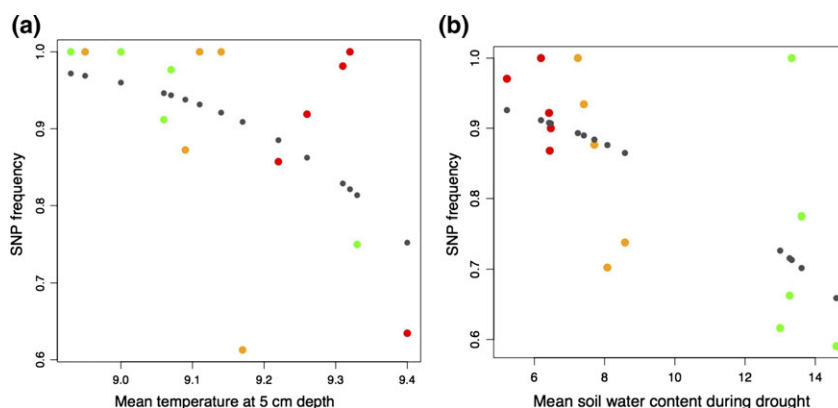 (a)
SNP frequency
1.0
0.9
0.8
0.7
0.6
9.0 9.1 9.2 9.3 9.4
Mean temperature at 5 cm depth
(b)
SNP frequency
1.0
0.9
0.8
0.7
0.6
6 8 10 12 14
Mean soil water content during drought